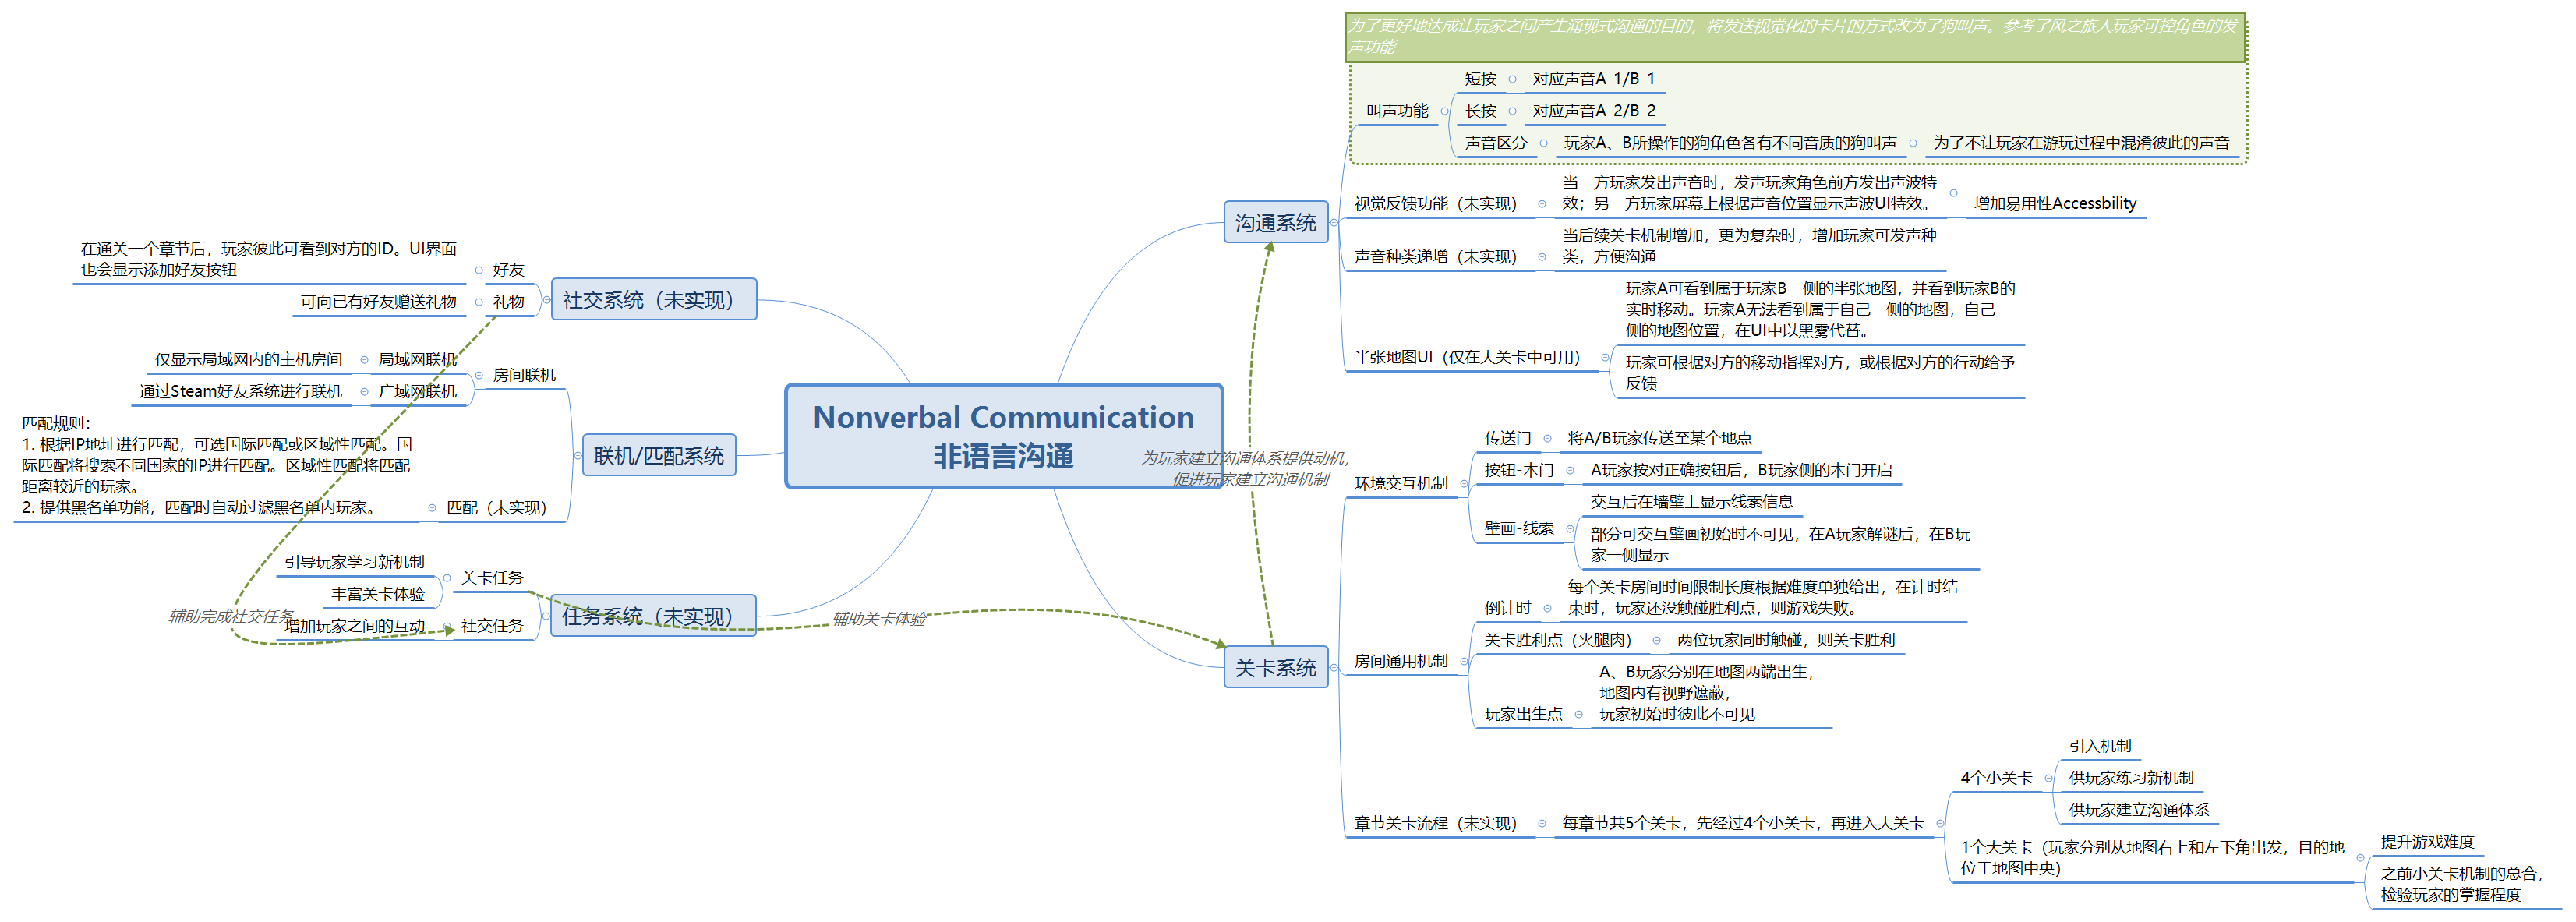 Nonverbal Communication
非语言沟通
沟通系统
为了更好地达成让玩家之间产生涌现式沟通的目的，将发送视觉化的卡片的方式改为了狗叫声。参考了风之旅人玩家可控角色的发
声功能
叫声功能
短按
对应声音A-1/B-1
长按
对应声音A-2/B-2
声音区分
玩家A、B所操作的狗角色各有不同音质的狗叫声
为了不让玩家在游玩过程中混淆彼此的声音
视觉反馈功能（未实现）
当一方玩家发出声音时，发声玩家角色前方发出声波特
效；另一方玩家屏幕上根据声音位置显示声波UI特效。
增加易用性Accessbility
声音种类递增（未实现）
当后续关卡机制增加，更为复杂时，增加玩家可发声种
类，方便沟通
半张地图UI（仅在大关卡中可用）
玩家A可看到属于玩家B一侧的半张地图，并看到玩家B的
实时移动。玩家A无法看到属于自己一侧的地图，自己一
侧的地图位置，在UI中以黑雾代替。
玩家可根据对方的移动指挥对方，或根据对方的行动给予
反馈
为玩家建立沟通体系提供动机，
促进玩家建立沟通机制
关卡系统
环境交互机制
传送门
将A/B玩家传送至某个地点
按钮-木门
A玩家按对正确按钮后，B玩家侧的木门开启
壁画-线索
交互后在墙壁上显示线索信息
部分可交互壁画初始时不可见，在A玩家解谜后，在B玩
家一侧显示
房间通用机制
倒计时
每个关卡房间时间限制长度根据难度单独给出，在计时结
束时，玩家还没触碰胜利点，则游戏失败。
关卡胜利点（火腿肉）
两位玩家同时触碰，则关卡胜利
玩家出生点
A、B玩家分别在地图两端出生，
地图内有视野遮蔽，
玩家初始时彼此不可见
章节关卡流程（未实现）
每章节共5个关卡，先经过4个小关卡，再进入大关卡
4个小关卡
引入机制
供玩家练习新机制
供玩家建立沟通体系
1个大关卡（玩家分别从地图右上和左下角出发，目的地
位于地图中央）
提升游戏难度
之前小关卡机制的总合，
检验玩家的掌握程度
社交系统（未实现）
好友
在通关一个章节后，玩家彼此可看到对方的ID。UI界面
也会显示添加好友按钮
礼物
可向已有好友赠送礼物
联机/匹配系统
房间联机
局域网联机
仅显示局域网内的主机房间
广域网联机
通过Steam好友系统进行联机
匹配（未实现）
匹配规则：
1. 根据IP地址进行匹配，可选国际匹配或区域性匹配。国
际匹配将搜索不同国家的IP进行匹配。区域性匹配将匹配
距离较近的玩家。
2. 提供黑名单功能，匹配时自动过滤黑名单内玩家。
任务系统（未实现）
关卡任务
引导玩家学习新机制
丰富关卡体验
社交任务
增加玩家之间的互动
辅助完成社交任务
辅助关卡体验